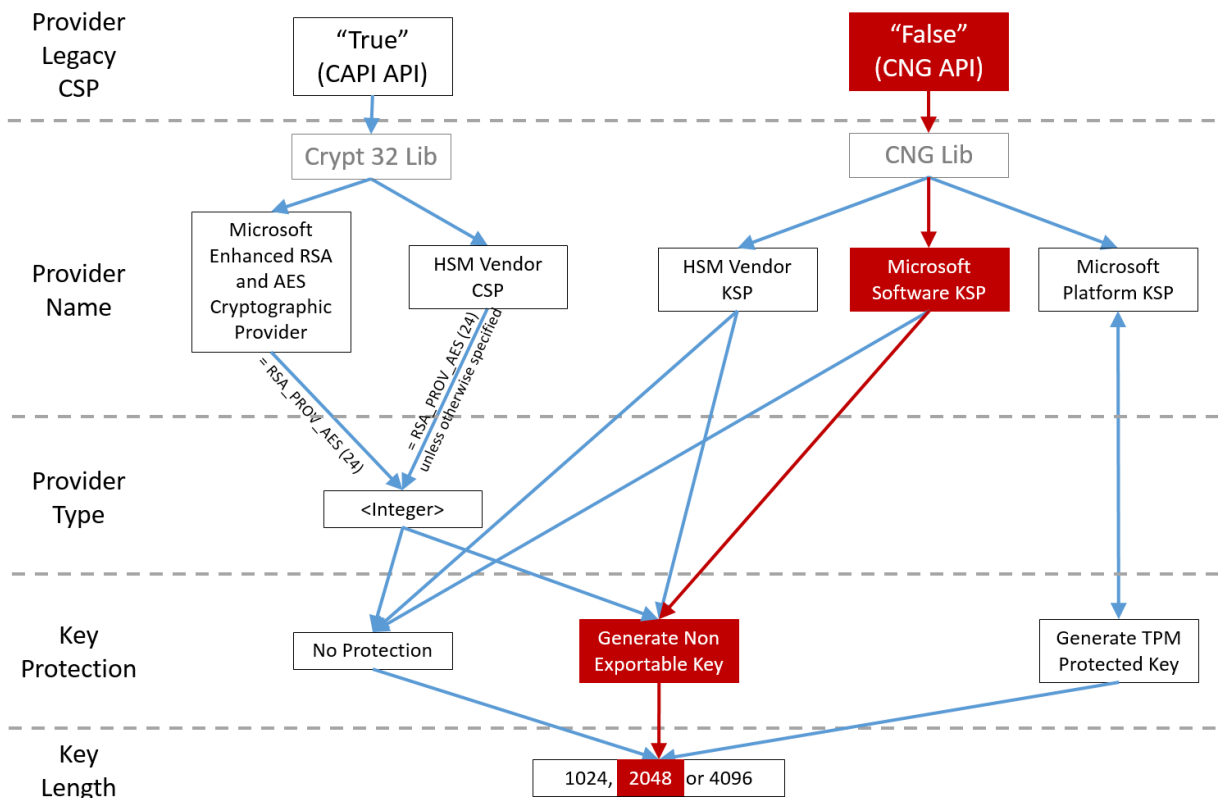 Provider
Legacy
CSP
“True”
(CAPI API)
“False”
(CNG API)
Crypt 32 Lib
CNG Lib
Provider
Name
Microsoft
Enhanced RSA
and AES
Cryptographic
Provider
HSM Vendor
CSP
HSM Vendor
KSP
Microsoft
Software KSP
Microsoft
Platform KSP
= RSA_PROV_AES (24)
= RSA_PROV_AES (24)
unless otherwise specified
Provider
Type
<Integer>
Key
Protection
No Protection
Generate Non
Exportable Key
Generate TPM
Protected Key
Key
Length
1024, 2048 or 4096